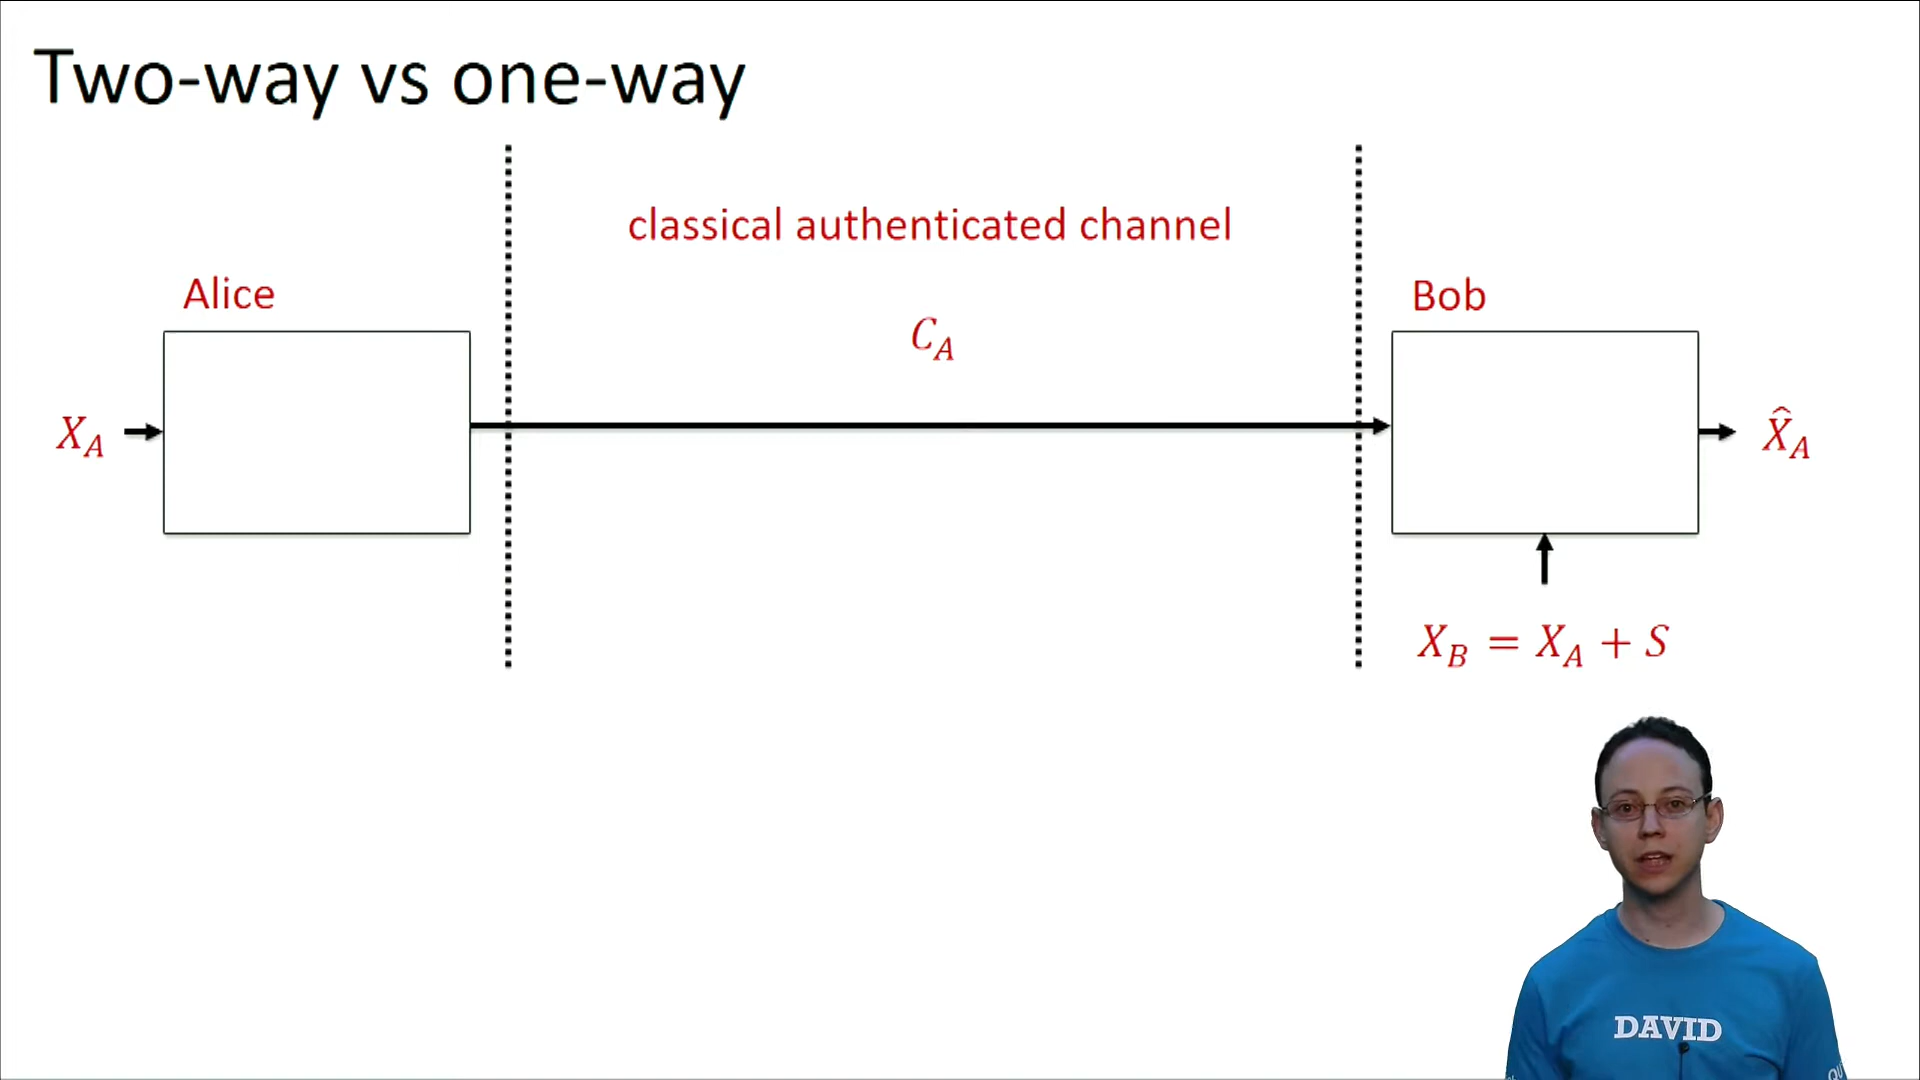 Two-way vs one-way
classical authenticated channel
Alice
Bob
C_A
X_A
X̂_A
X_B = X_A + S
DAVID